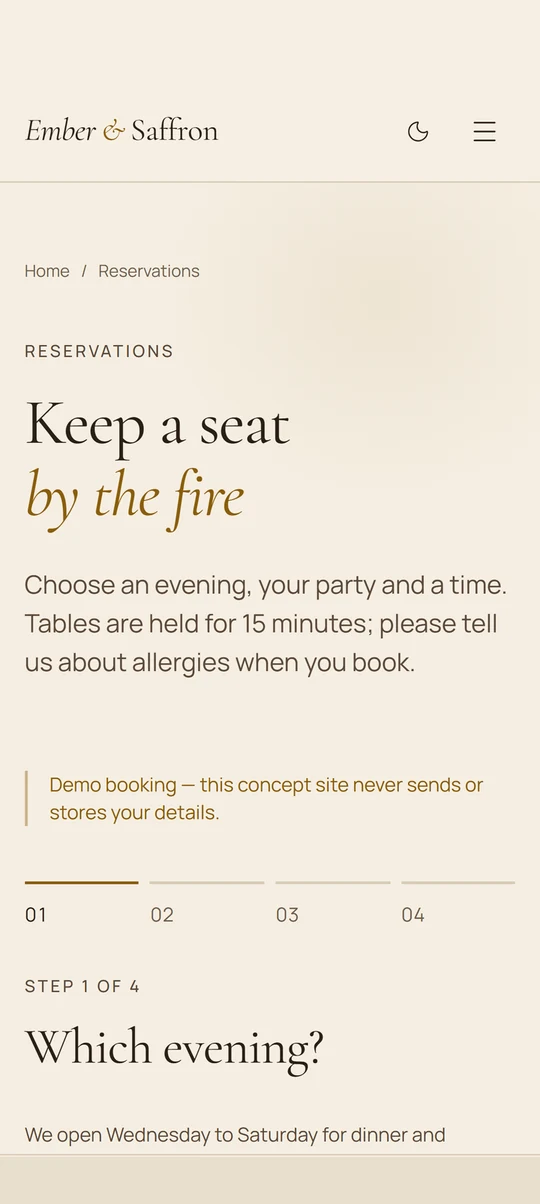 Ember & Saffron
Home / Reservations
RESERVATIONS
Keep a seat
by the fire
Choose an evening, your party and a time.
Tables are held for 15 minutes; please tell
us about allergies when you book.
Demo booking — this concept site never sends or
stores your details.
01 02 03 04
STEP 1 OF 4
Which evening?
We open Wednesday to Saturday for dinner and